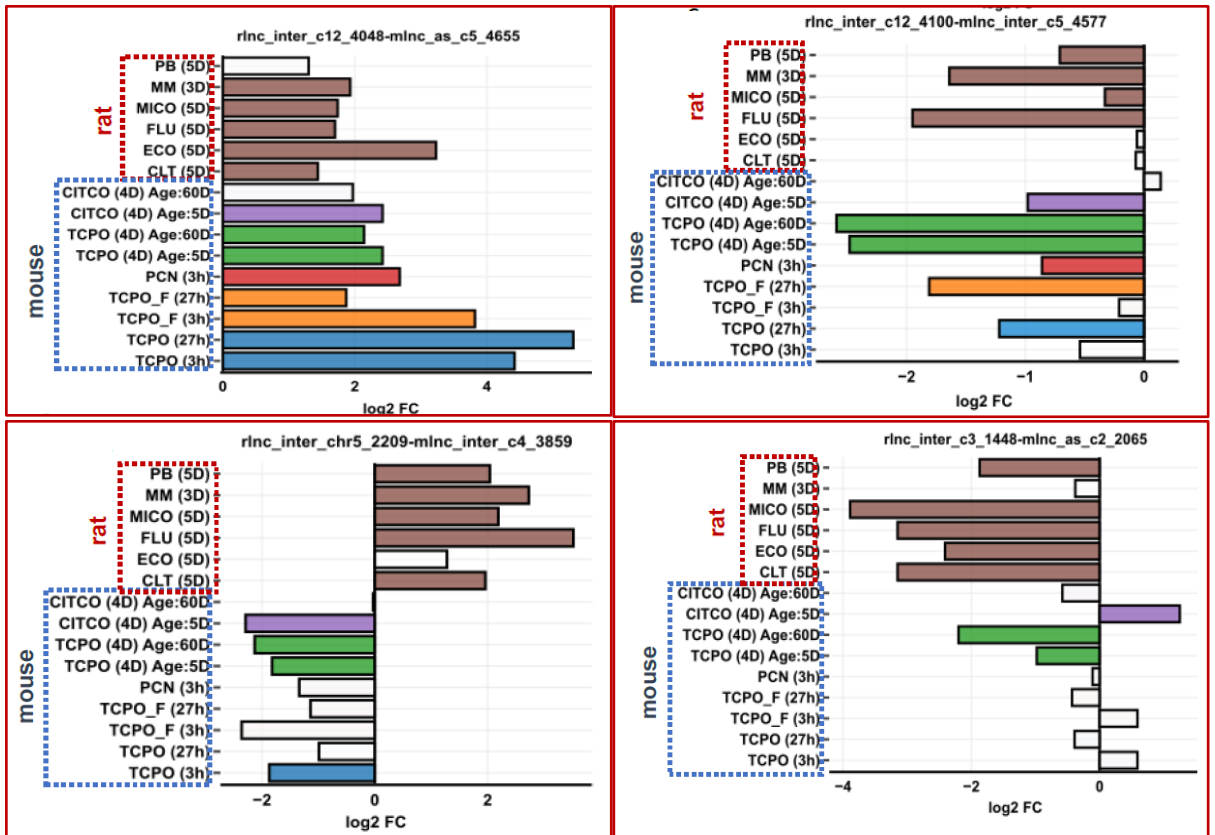 rlnc_inter_c12_4048-mlnc_as_c5_4655
rat
PB (5D)
MM (3D)
MICO (5D)
FLU (5D)
ECO (5D)
CLT (5D)
mouse
CITCO (4D) Age:60D
CITCO (4D) Age:5D
TCPO (4D) Age:60D
TCPO (4D) Age:5D
PCN (3h)
TCPO_F (27h)
TCPO_F (3h)
TCPO (27h)
TCPO (3h)
0 2 4
log2 FC
log2 FC
rlnc_inter_c12_4100-mlnc_inter_c5_4577
rat
PB (5D)
MM (3D)
MICO (5D)
FLU (5D)
ECO (5D)
CLT (5D)
mouse
CITCO (4D) Age:60D
CITCO (4D) Age:5D
TCPO (4D) Age:60D
TCPO (4D) Age:5D
PCN (3h)
TCPO_F (27h)
TCPO_F (3h)
TCPO (27h)
TCPO (3h)
−2 −1 0
log2 FC
rlnc_inter_chr5_2209-mlnc_inter_c4_3859
rat
PB (5D)
MM (3D)
MICO (5D)
FLU (5D)
ECO (5D)
CLT (5D)
mouse
CITCO (4D) Age:60D
CITCO (4D) Age:5D
TCPO (4D) Age:60D
TCPO (4D) Age:5D
PCN (3h)
TCPO_F (27h)
TCPO_F (3h)
TCPO (27h)
TCPO (3h)
−2 0 2
log2 FC
rlnc_inter_c3_1448-mlnc_as_c2_2065
rat
PB (5D)
MM (3D)
MICO (5D)
FLU (5D)
ECO (5D)
CLT (5D)
mouse
CITCO (4D) Age:60D
CITCO (4D) Age:5D
TCPO (4D) Age:60D
TCPO (4D) Age:5D
PCN (3h)
TCPO_F (27h)
TCPO_F (3h)
TCPO (27h)
TCPO (3h)
−4 −2 0
log2 FC